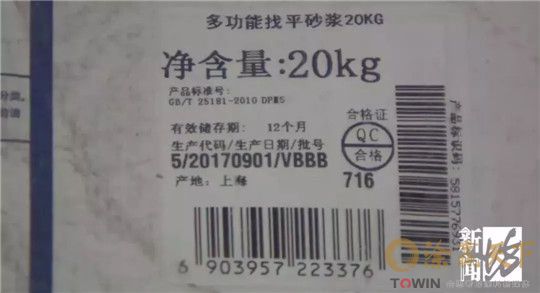 多功能找平砂浆20KG
净含量:20kg
产品标准号:
GB/T 25181-2010 DPM5
合格证
QC
合格
有效储存期: 12个月
生产代码/生产日期/批号
5/20170901/VBBB
产地: 上海
716
6 903957 223376
新闻
TOWIN